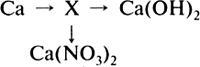 Ca → X → Ca(OH)₂
↓
Ca(NO₃)₂